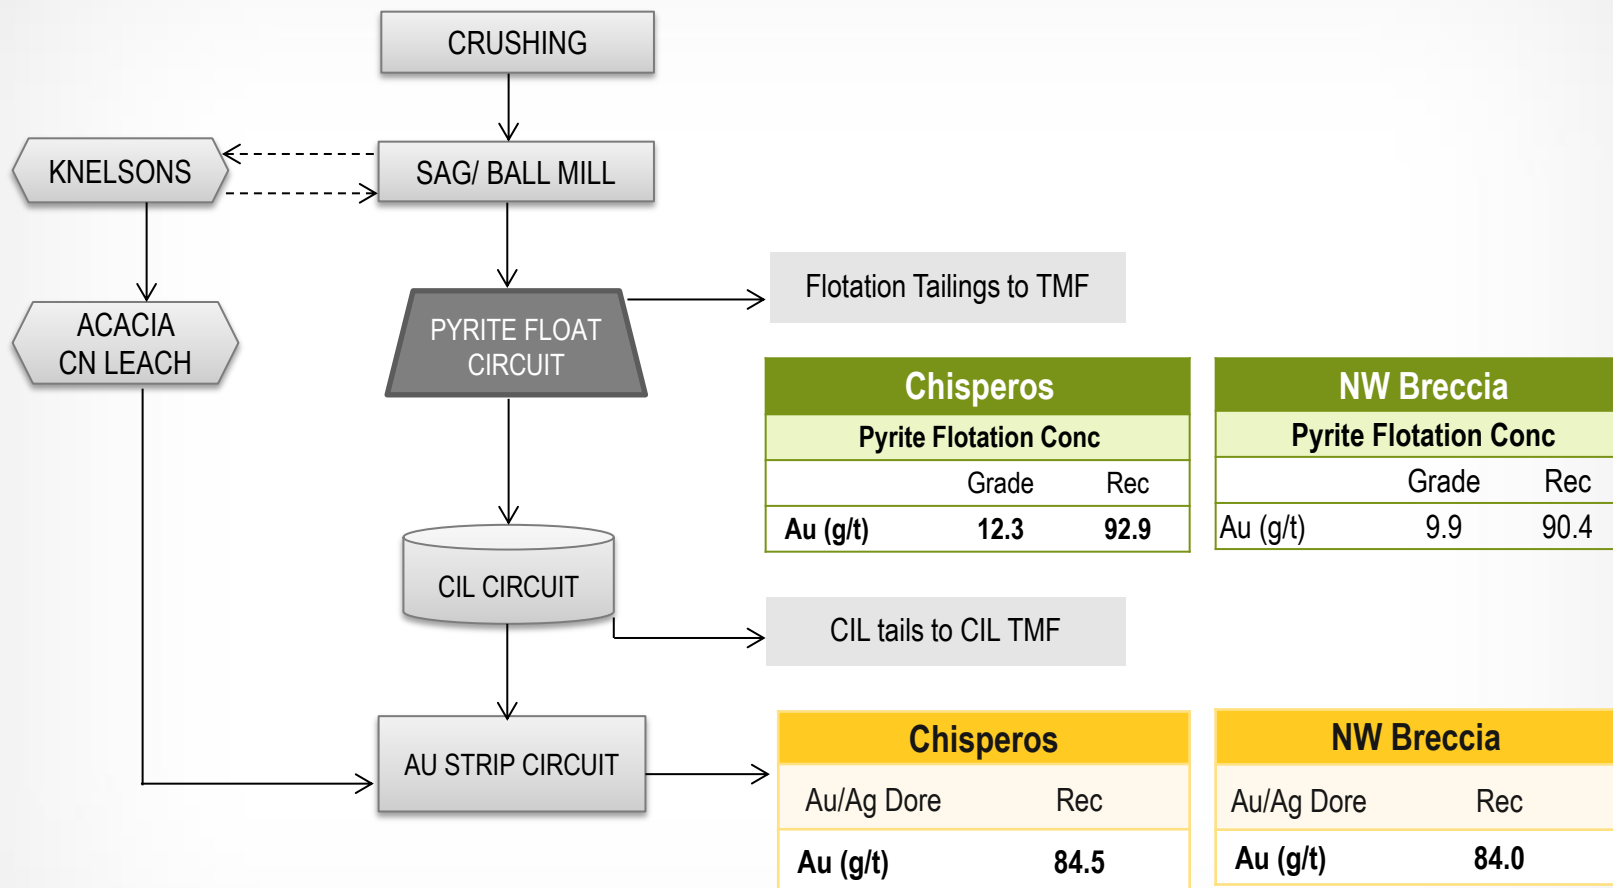 CRUSHING
KNELSONS
SAG/ BALL MILL
ACACIA
CN LEACH
PYRITE FLOAT
CIRCUIT
Flotation Tailings to TMF
Chisperos
Pyrite Flotation Conc
Grade Rec
Au (g/t) 12.3 92.9
NW Breccia
Pyrite Flotation Conc
Grade Rec
Au (g/t) 9.9 90.4
CIL CIRCUIT
CIL tails to CIL TMF
AU STRIP CIRCUIT
Chisperos
Au/Ag Dore Rec
Au (g/t) 84.5
NW Breccia
Au/Ag Dore Rec
Au (g/t) 84.0